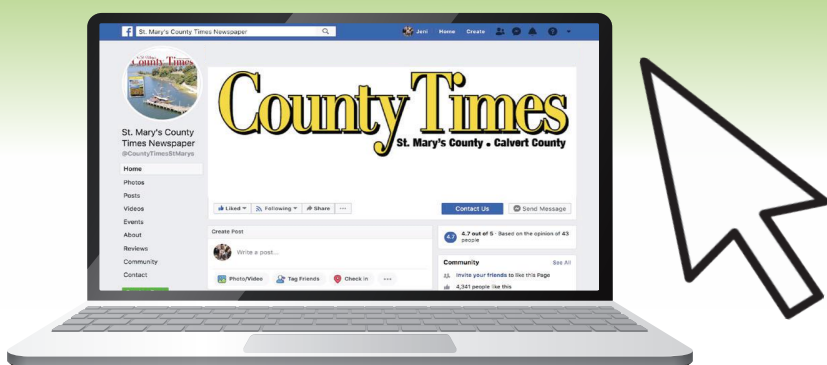 St. Mary's County Times Newspaper
Joni Home Create
County Times
St. Mary's County
Times Newspaper
@CountyTimesStMarys
Home
Photos
Posts
Videos
Events
About
Reviews
Community
Contact
County Times
St. Mary's County • Calvert County
Liked Following Share ...
Contact Us Send Message
Create Post
Write a post...
Photo/Video Tag Friends Check in ...
4.7 4.7 out of 5 · Based on the opinion of 43
people
Community See All
Invite your friends to like this Page
4,341 people like this